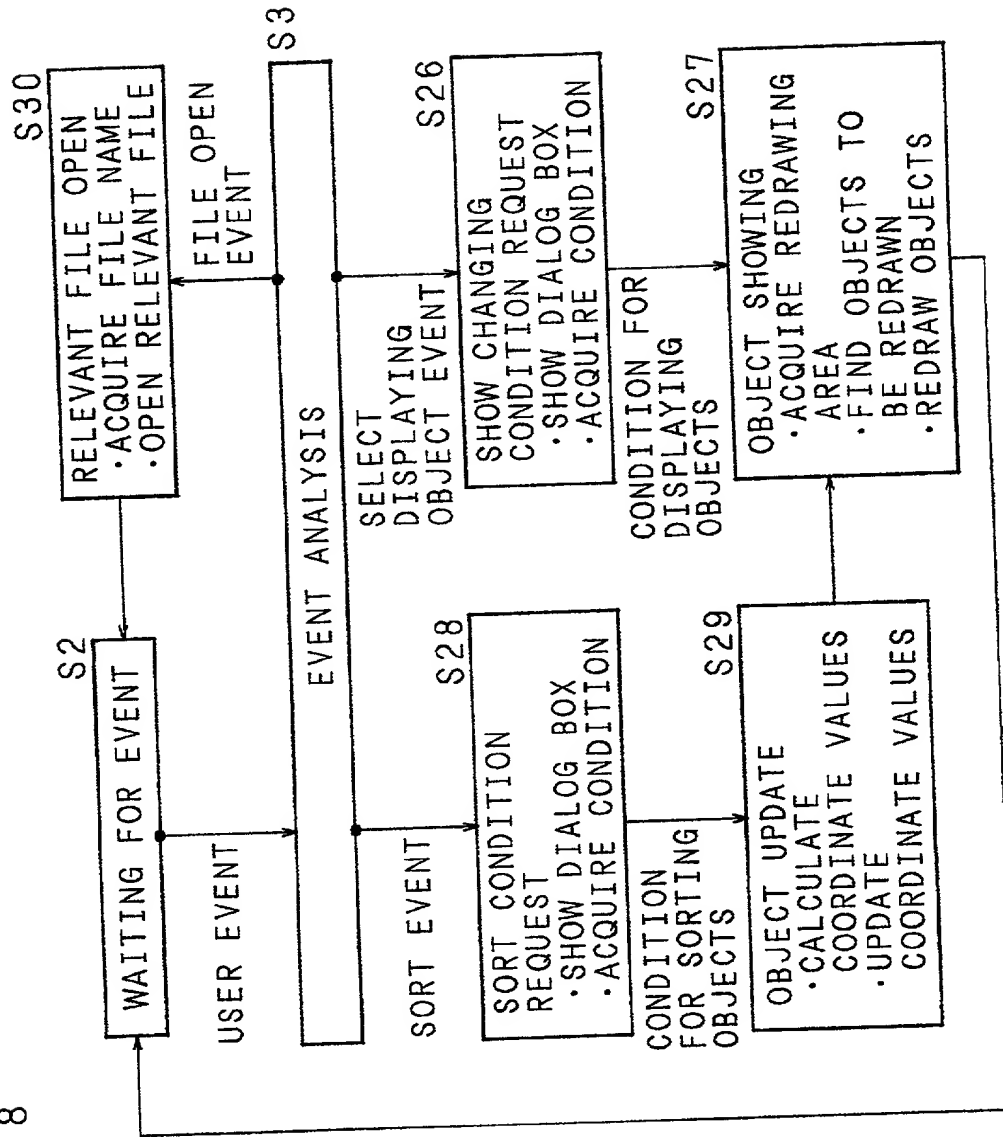 8
S2
WAITING FOR EVENT
S30
RELEVANT FILE OPEN
·ACQUIRE FILE NAME
·OPEN RELEVANT FILE
USER EVENT
FILE OPEN
EVENT
S3
EVENT ANALYSIS
SORT EVENT
SELECT
DISPLAYING
OBJECT EVENT
S28
SORT CONDITION
REQUEST
·SHOW DIALOG BOX
·ACQUIRE CONDITION
S26
SHOW CHANGING
CONDITION REQUEST
·SHOW DIALOG BOX
·ACQUIRE CONDITION
CONDITION
FOR SORTING
OBJECTS
CONDITION FOR
DISPLAYING
OBJECTS
S29
OBJECT UPDATE
·CALCULATE
COORDINATE VALUES
·UPDATE
COORDINATE VALUES
S27
OBJECT SHOWING
·ACQUIRE REDRAWING
AREA
·FIND OBJECTS TO
BE REDRAWN
·REDRAW OBJECTS